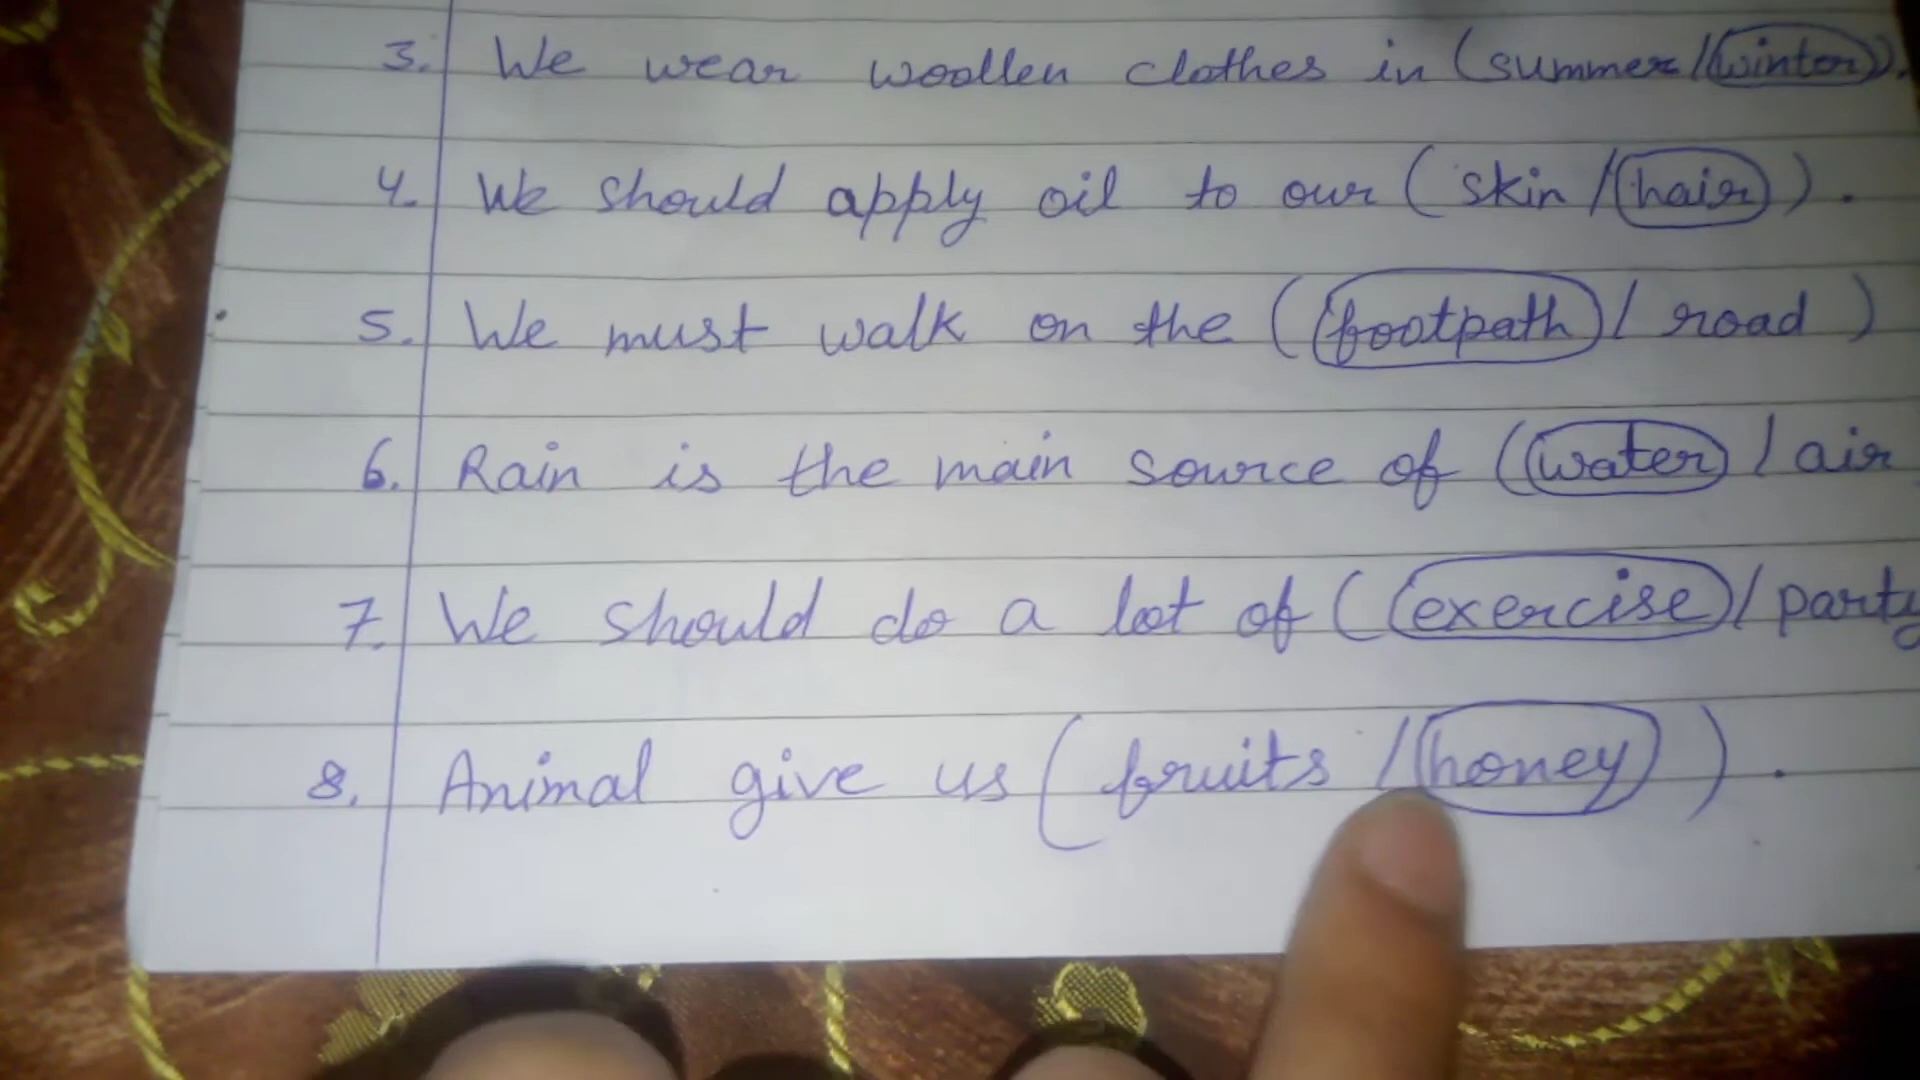 3. We wear woollen clothes in (summer/winter).
4. We should apply oil to our (skin/hair).
5. We must walk on the (footpath/road)
6. Rain is the main source of (water/air
7. We should do a lot of (exercise/party
8. Animal give us (fruits/honey).